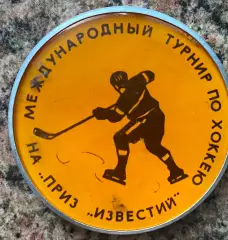 МЕЖДУНАРОДНЫЙ ТУРНИР ПО ХОККЕЮ
НА „ПРИЗ „ИЗВЕСТИЙ"